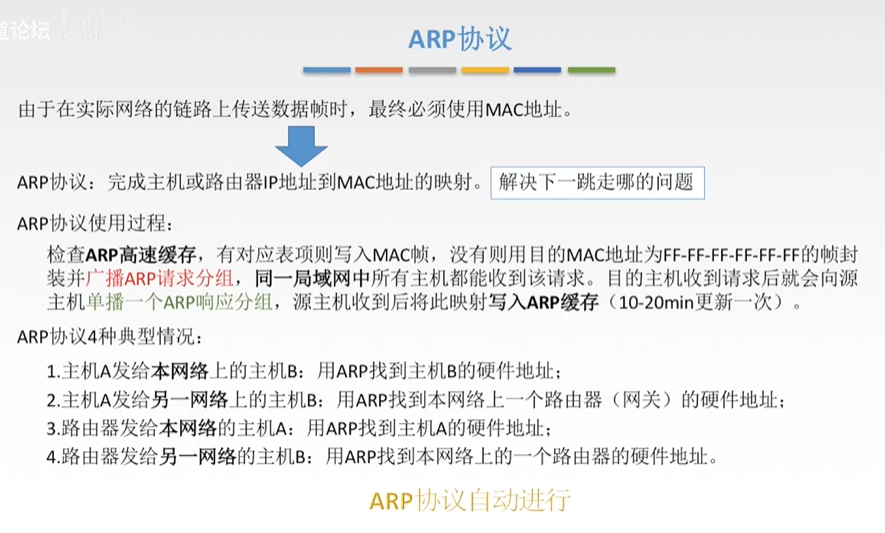 道论坛
ARP协议
由于在实际网络的链路上传送数据帧时，最终必须使用MAC地址。
ARP协议：完成主机或路由器IP地址到MAC地址的映射。 解决下一跳走哪的问题
ARP协议使用过程：
检查ARP高速缓存，有对应表项则写入MAC帧，没有则用目的MAC地址为FF-FF-FF-FF-FF-FF的帧封
装并广播ARP请求分组，同一局域网中所有主机都能收到该请求。目的主机收到请求后就会向源
主机单播一个ARP响应分组，源主机收到后将此映射写入ARP缓存（10-20min更新一次）。
ARP协议4种典型情况：
1.主机A发给本网络上的主机B：用ARP找到主机B的硬件地址；
2.主机A发给另一网络上的主机B：用ARP找到本网络上一个路由器（网关）的硬件地址；
3.路由器发给本网络的主机A：用ARP找到主机A的硬件地址；
4.路由器发给另一网络的主机B：用ARP找到本网络上的一个路由器的硬件地址。
ARP协议自动进行